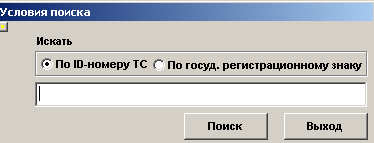 Условия поиска
Искать
По ID-номеру ТС По госуд. регистрационному знаку
Поиск Выход